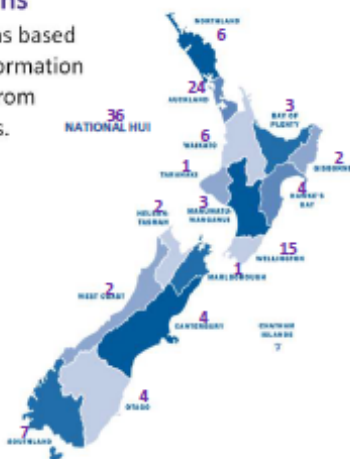 ns
ns based
ormation
rom
s.
36
NATIONAL HUI
NORTHLAND
6
24
AUCKLAND
3
BAY OF
PLENTY
6
WAIKATO
2
GISBORNE
1
TARANAKI
4
HAWKE'S
BAY
3
MANAWATU
WANGANUI
2
NELSON
TASMAN
15
WELLINGTON
1
MARLBOROUGH
2
WEST COAST
4
CANTERBURY
CHATHAM
ISLANDS
4
OTAGO
7
SOUTHLAND